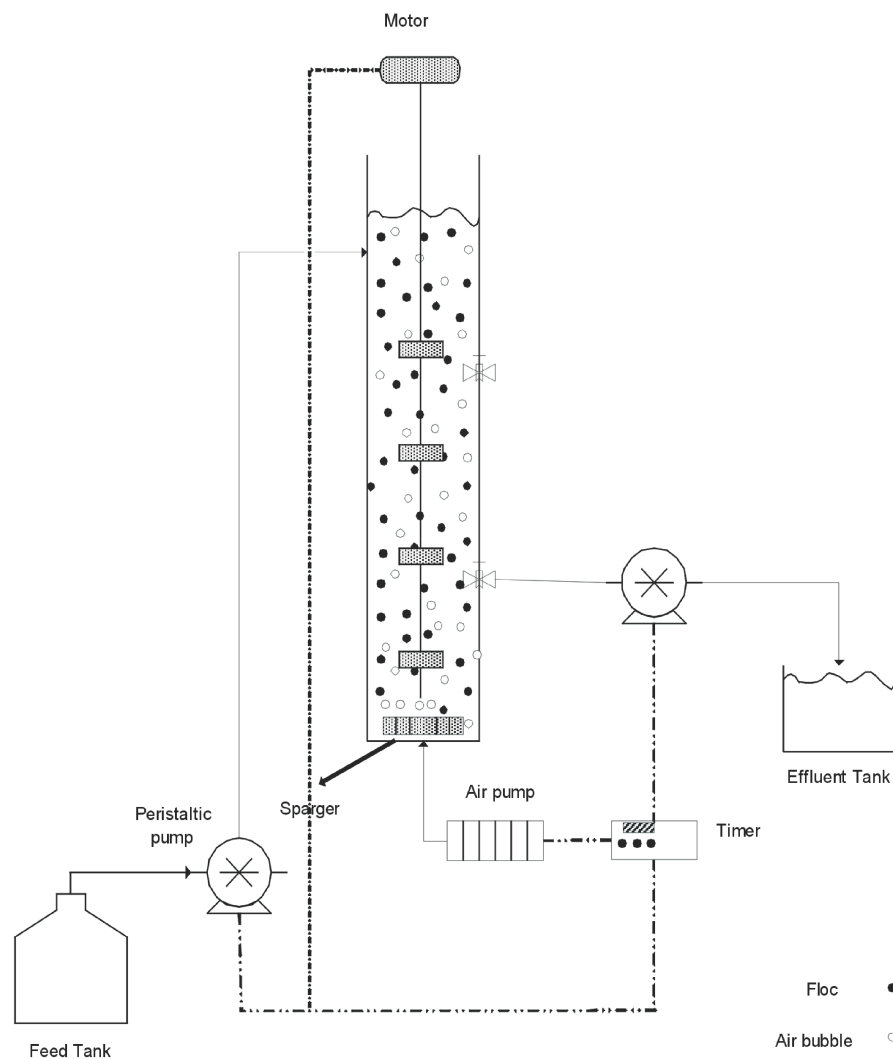 Motor
Effluent Tank
Air pump
Sparger
Peristaltic
pump
Timer
Floc
Air bubble
Feed Tank